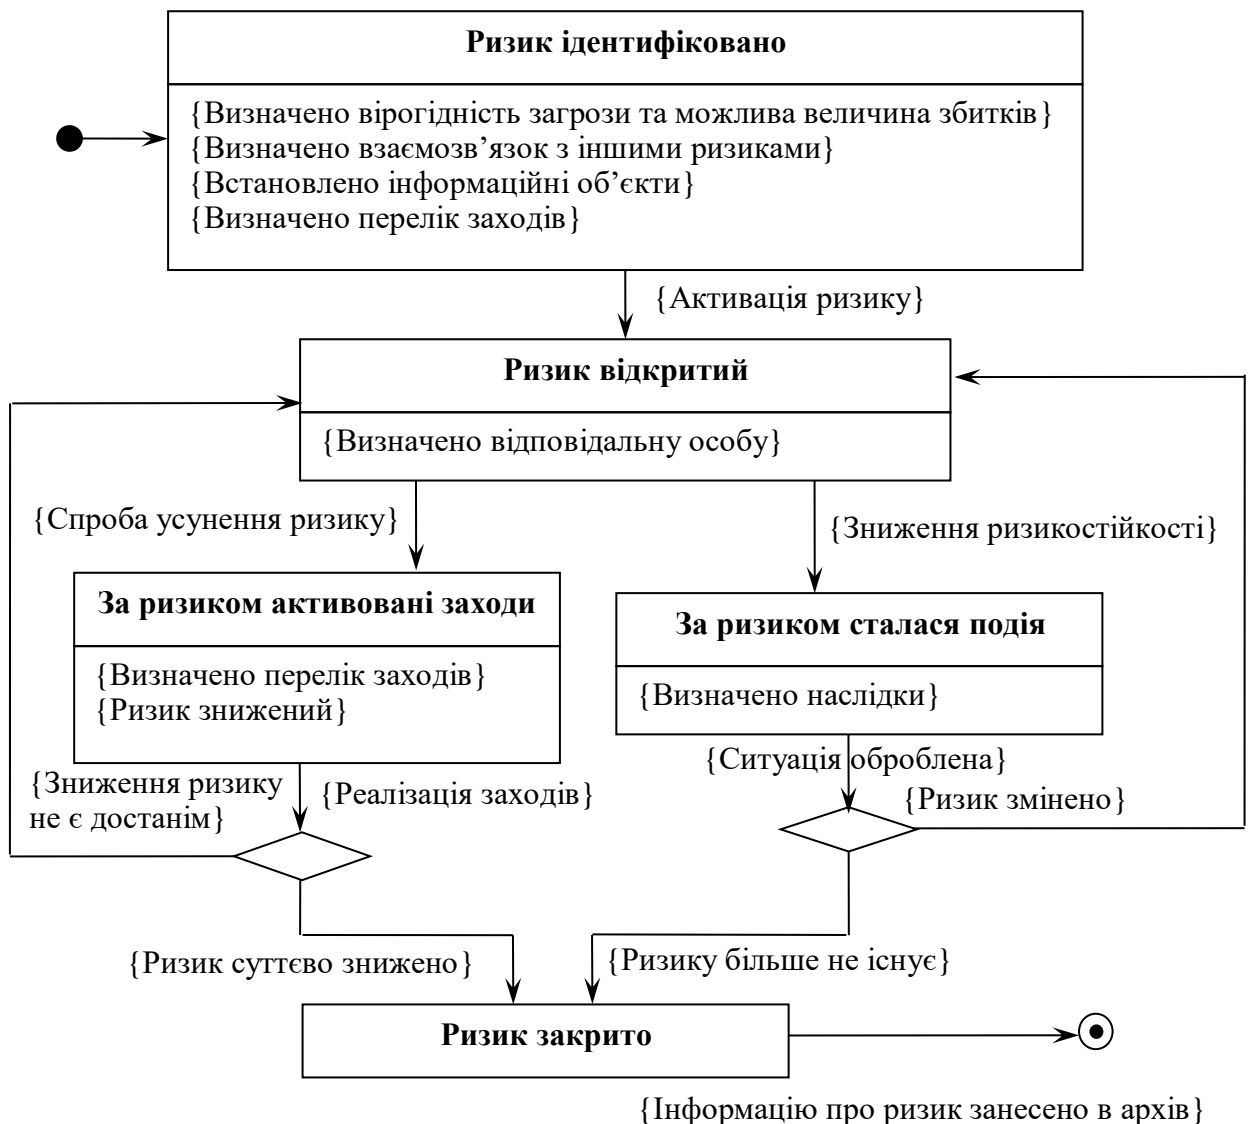 Ризик ідентифіковано
{Визначено вірогідність загрози та можлива величина збитків}
{Визначено взаємозв’язок з іншими ризиками}
{Встановлено інформаційні об’єкти}
{Визначено перелік заходів}
{Активація ризику}
Ризик відкритий
{Визначено відповідальну особу}
{Спроба усунення ризику}
{Зниження ризикостійкості}
За ризиком активовані заходи
{Визначено перелік заходів}
{Ризик знижений}
За ризиком сталася подія
{Визначено наслідки}
{Ситуація оброблена}
{Зниження ризику
не є достанім}
{Реалізація заходів}
{Ризик змінено}
{Ризик суттєво знижено}
{Ризику більше не існує}
Ризик закрито
{Інформацію про ризик занесено в архів}